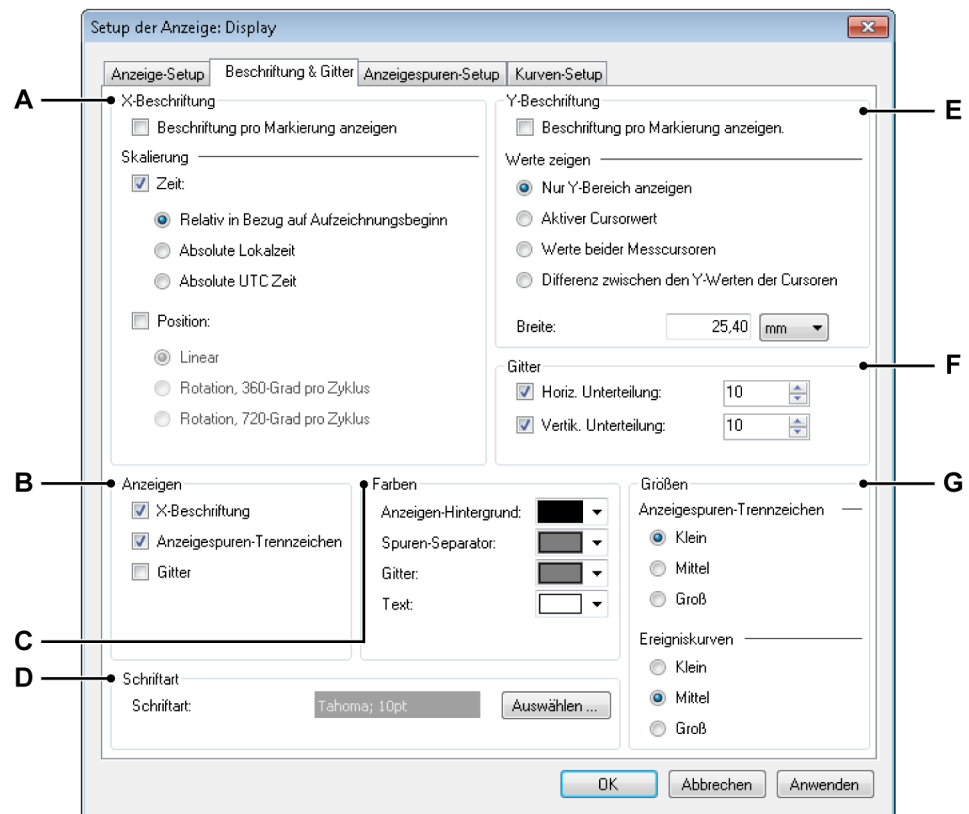 Setup der Anzeige: Display
Anzeige-Setup
Beschriftung & Gitter
Anzeigespuren-Setup
Kurven-Setup
A
X-Beschriftung
Beschriftung pro Markierung anzeigen
Skalierung
Zeit:
Relativ in Bezug auf Aufzeichnungsbeginn
Absolute Lokalzeit
Absolute UTC Zeit
Position:
Linear
Rotation, 360-Grad pro Zyklus
Rotation, 720-Grad pro Zyklus
E
Y-Beschriftung
Beschriftung pro Markierung anzeigen.
Werte zeigen
Nur Y-Bereich anzeigen
Aktiver Cursorwert
Werte beider Messcursoren
Differenz zwischen den Y-Werten der Cursoren
Breite: 25,40 mm
F
Gitter
Horiz. Unterteilung: 10
Vertik. Unterteilung: 10
B
Anzeigen
X-Beschriftung
Anzeigespuren-Trennzeichen
Gitter
C
Farben
Anzeigen-Hintergrund:
Spuren-Separator:
Gitter:
Text:
G
Größen
Anzeigespuren-Trennzeichen
Klein
Mittel
Groß
Ereigniskurven
Klein
Mittel
Groß
D
Schriftart
Schriftart: Tahoma; 10pt Auswählen ...
OK
Abbrechen
Anwenden